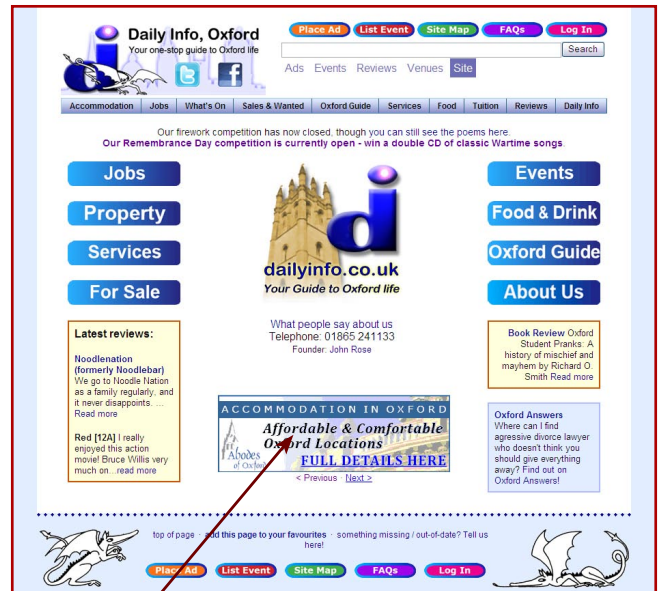 Daily Info, Oxford
Your one-stop guide to Oxford life
Place Ad List Event Site Map FAQs Log In
Search
Ads Events Reviews Venues Site
Accommodation Jobs What's On Sales & Wanted Oxford Guide Services Food Tuition Reviews Daily Info
Our firework competition has now closed, though you can still see the poems here.
Our Remembrance Day competition is currently open - win a double CD of classic Wartime songs.
Jobs
Property
Services
For Sale
di
dailyinfo.co.uk
Your Guide to Oxford life
Events
Food & Drink
Oxford Guide
About Us
What people say about us
Telephone: 01865 241133
Founder: John Rose
Latest reviews:
Noodlenation
(formerly Noodlebar)
We go to Noodle Nation
as a family regularly, and
it never disappoints. ...
Read more
Red [12A] I really
enjoyed this action
movie! Bruce Willis very
much on...read more
Book Review Oxford
Student Pranks: A
history of mischief and
mayhem by Richard O.
Smith Read more
Oxford Answers
Where can I find
agressive divorce lawyer
who doesn't think you
should give everything
away? Find out on
Oxford Answers!
ACCOMMODATION IN OXFORD
Affordable & Comfortable
Oxford Locations
Abodes
of Oxford
FULL DETAILS HERE
< Previous · Next >
top of page · add this page to your favourites · something missing / out-of-date? Tell us
here!
Place Ad List Event Site Map FAQs Log In